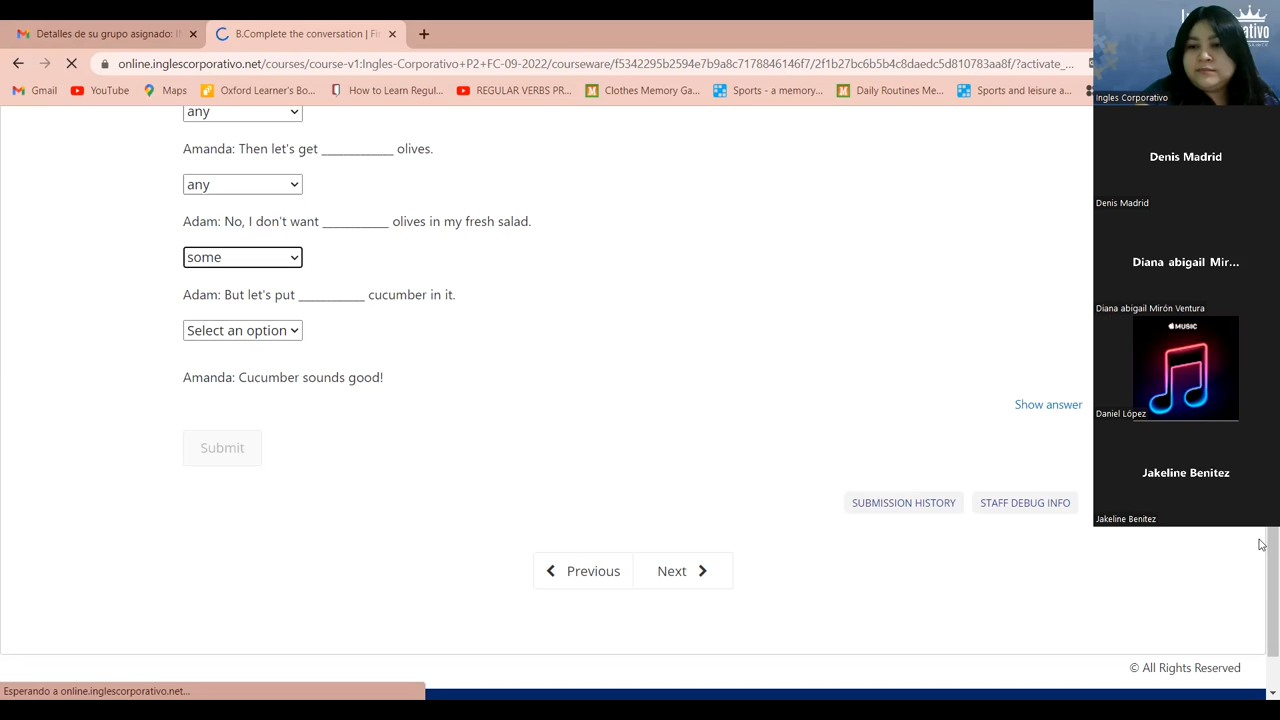 Detalles de su grupo asignado: I
B.Complete the conversation | Fi
online.inglescorporativo.net/courses/course-v1:Ingles-Corporativo+P2+FC-09-2022/courseware/f5342295b2594e7b9a8c7178846146f7/2f1b27bc6b5b4c8daedc5d810783aa8f/?activate_...
Gmail YouTube Maps Oxford Learner's Bo... How to Learn Regul... REGULAR VERBS PR... Clothes Memory Ga... Sports - a memory... Daily Routines Me... Sports and leisure a...
any
Amanda: Then let's get ____________ olives.
any
Adam: No, I don't want ___________ olives in my fresh salad.
some
Adam: But let's put ___________ cucumber in it.
Select an option
Amanda: Cucumber sounds good!
Show answer
Submit
SUBMISSION HISTORY STAFF DEBUG INFO
Previous Next
© All Rights Reserved
Esperando a online.inglescorporativo.net...
Ingles Corporativo
Denis Madrid
Denis Madrid
Diana abigail Mir...
Diana abigail Mirón Ventura
MUSIC
Daniel López
Jakeline Benitez
Jakeline Benitez